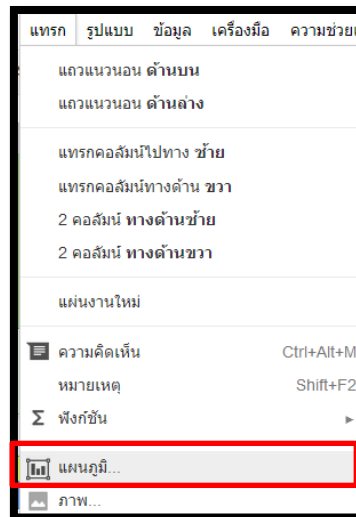 แทรก รูปแบบ ข้อมูล เครื่องมือ ความช่วยเ
แถวแนวนอน ด้านบน
แถวแนวนอน ด้านล่าง
แทรกคอลัมน์ไปทาง ซ้าย
แทรกคอลัมน์ทางด้าน ขวา
2 คอลัมน์ ทางด้านซ้าย
2 คอลัมน์ ทางด้านขวา
แผ่นงานใหม่
ความคิดเห็น Ctrl+Alt+M
หมายเหตุ Shift+F2
Σ ฟังก์ชัน
แผนภูมิ...
ภาพ...